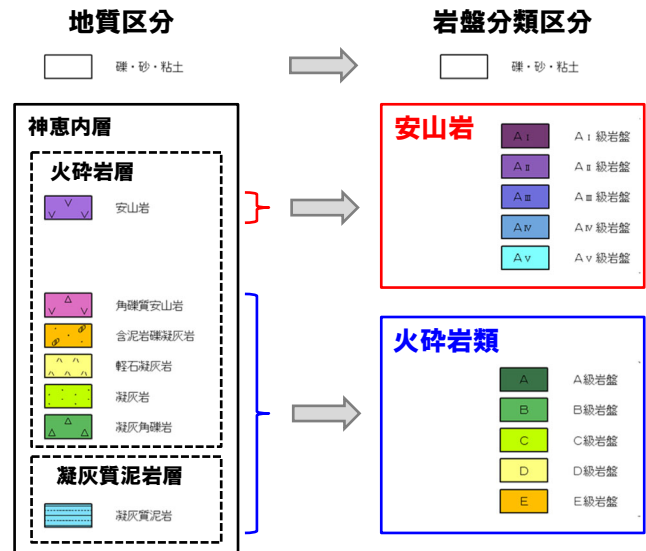 地質区分
岩盤分類区分
礫・砂・粘土
礫・砂・粘土
神恵内層
火砕岩層
安山岩
角礫質安山岩
含泥岩礫凝灰岩
軽石凝灰岩
凝灰岩
凝灰角礫岩
凝灰質泥岩層
凝灰質泥岩
安山岩
AⅠ AⅠ級岩盤
AⅡ AⅡ級岩盤
AⅢ AⅢ級岩盤
AⅣ AⅣ級岩盤
AⅤ AⅤ級岩盤
火砕岩類
A A級岩盤
B B級岩盤
C C級岩盤
D D級岩盤
E E級岩盤